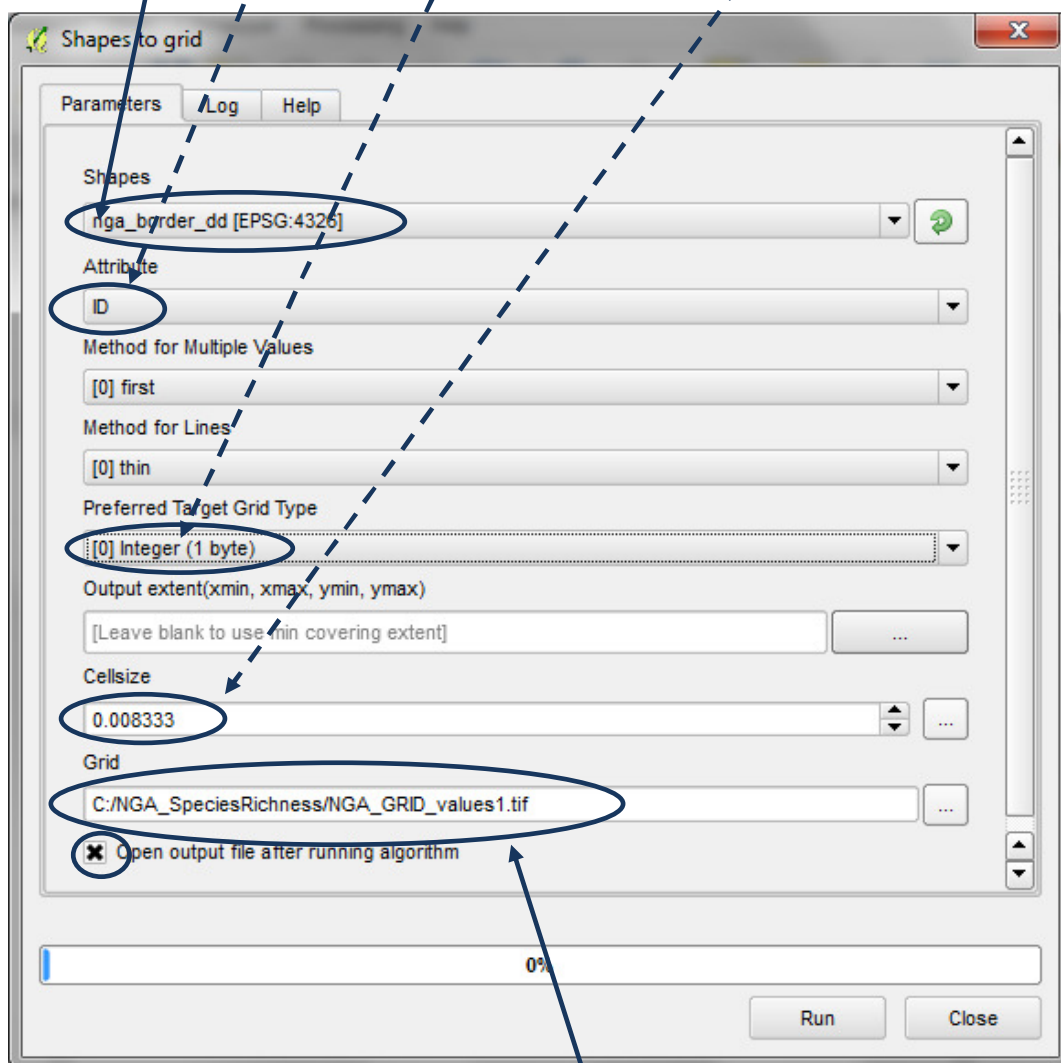 Shapes to grid
Parameters Log Help
Shapes
nga_border_dd [EPSG:4326]
Attribute
ID
Method for Multiple Values
[0] first
Method for Lines
[0] thin
Preferred Target Grid Type
[0] Integer (1 byte)
Output extent(xmin, xmax, ymin, ymax)
[Leave blank to use min covering extent]
...
Cellsize
0.008333
...
Grid
C:/NGA_SpeciesRichness/NGA_GRID_values1.tif
...
Open output file after running algorithm
0%
Run Close